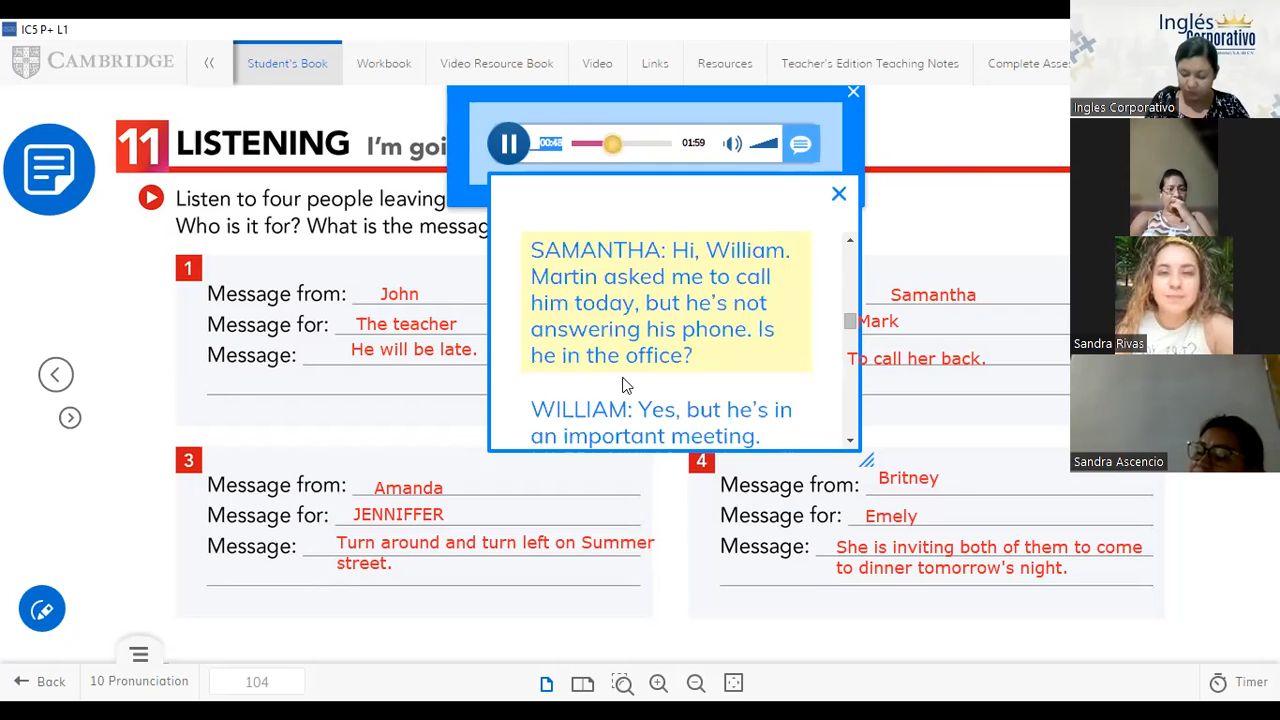 IC5 P+ L1
CAMBRIDGE
Student's Book
Workbook
Video Resource Book
Video
Links
Resources
Teacher's Edition Teaching Notes
Complete Asse
Inglés
Corporativo
Ingles Corporativo
11 LISTENING I'm goi
Listen to four people leaving
Who is it for? What is the messag
01:59
SAMANTHA: Hi, William.
Martin asked me to call
him today, but he's not
answering his phone. Is
he in the office?
WILLIAM: Yes, but he's in
an important meeting.
1
Message from: John
Message for: The teacher
Message: He will be late.
Samantha
Mark
To call her back.
3
Message from: Amanda
Message for: JENNIFFER
Message: Turn around and turn left on Summer
street.
4
Message from: Britney
Message for: Emely
Message: She is inviting both of them to come
to dinner tomorrow's night.
Sandra Rivas
Sandra Ascencio
Back
10 Pronunciation
104
Timer